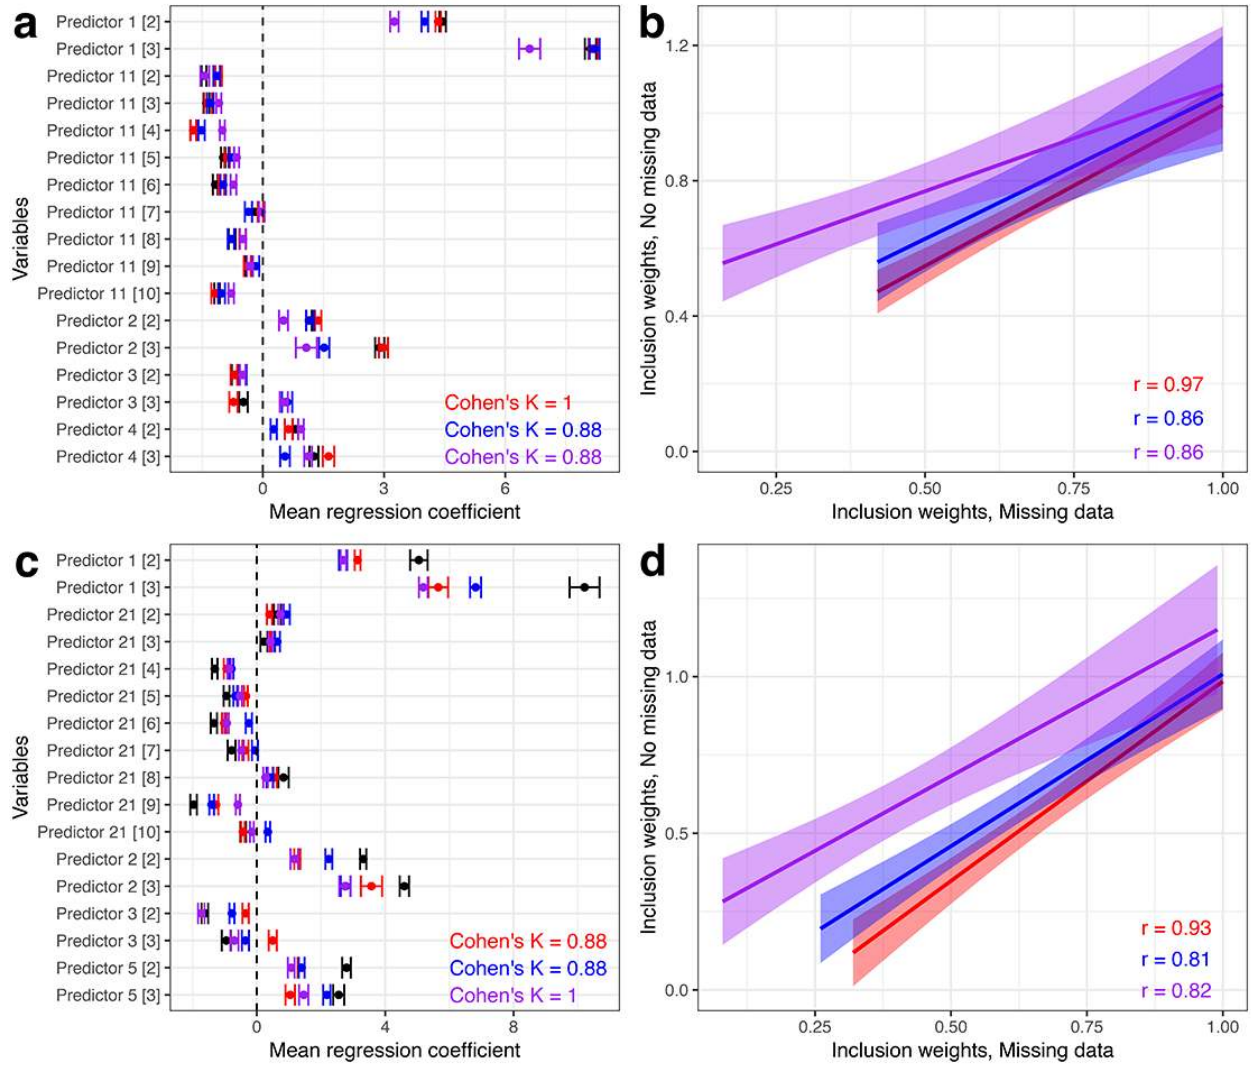 a
Variables
Predictor 1 [2]
Predictor 1 [3]
Predictor 11 [2]
Predictor 11 [3]
Predictor 11 [4]
Predictor 11 [5]
Predictor 11 [6]
Predictor 11 [7]
Predictor 11 [8]
Predictor 11 [9]
Predictor 11 [10]
Predictor 2 [2]
Predictor 2 [3]
Predictor 3 [2]
Predictor 3 [3]
Predictor 4 [2]
Predictor 4 [3]
Cohen's K = 1
Cohen's K = 0.88
Cohen's K = 0.88
0 3 6
Mean regression coefficient
b
Inclusion weights, No missing data
1.2
0.8
0.4
0.0
r = 0.97
r = 0.86
r = 0.86
0.25 0.50 0.75 1.00
Inclusion weights, Missing data
c
Variables
Predictor 1 [2]
Predictor 1 [3]
Predictor 21 [2]
Predictor 21 [3]
Predictor 21 [4]
Predictor 21 [5]
Predictor 21 [6]
Predictor 21 [7]
Predictor 21 [8]
Predictor 21 [9]
Predictor 21 [10]
Predictor 2 [2]
Predictor 2 [3]
Predictor 3 [2]
Predictor 3 [3]
Predictor 5 [2]
Predictor 5 [3]
Cohen's K = 0.88
Cohen's K = 0.88
Cohen's K = 1
0 4 8
Mean regression coefficient
d
Inclusion weights, No missing data
1.0
0.5
0.0
r = 0.93
r = 0.81
r = 0.82
0.25 0.50 0.75 1.00
Inclusion weights, Missing data